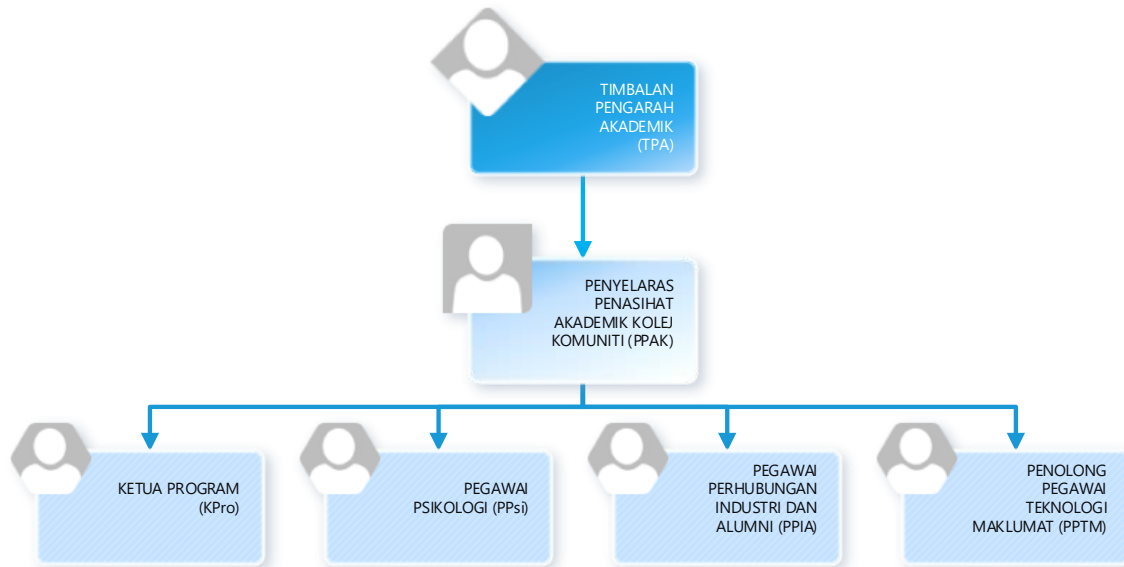 TIMBALAN
PENGARAH
AKADEMIK
(TPA)
PENYELARAS
PENASIHAT
AKADEMIK KOLEJ
KOMUNITI (PPAK)
KETUA PROGRAM
(KPro)
PEGAWAI
PSIKOLOGI (PPsi)
PEGAWAI
PERHUBUNGAN
INDUSTRI DAN
ALUMNI (PPIA)
PENOLONG
PEGAWAI
TEKNOLOGI
MAKLUMAT (PPTM)